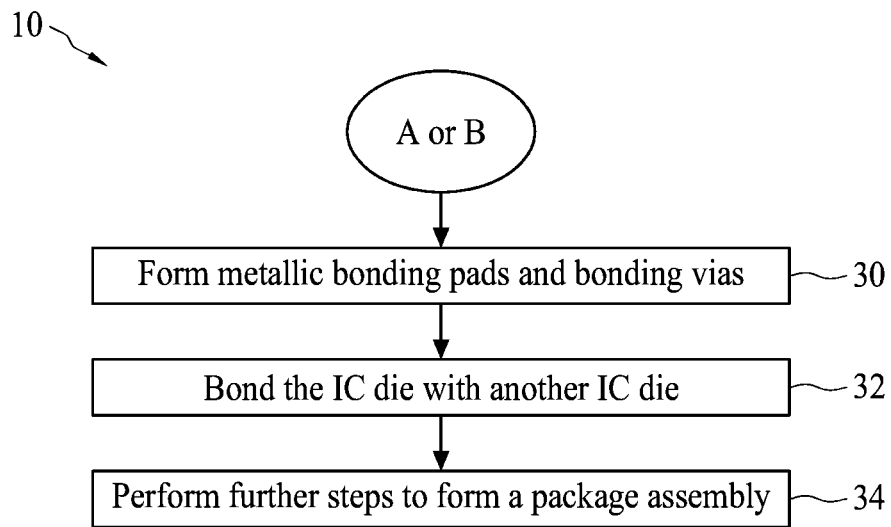 10
A or B
Form metallic bonding pads and bonding vias 30
Bond the IC die with another IC die 32
Perform further steps to form a package assembly 34